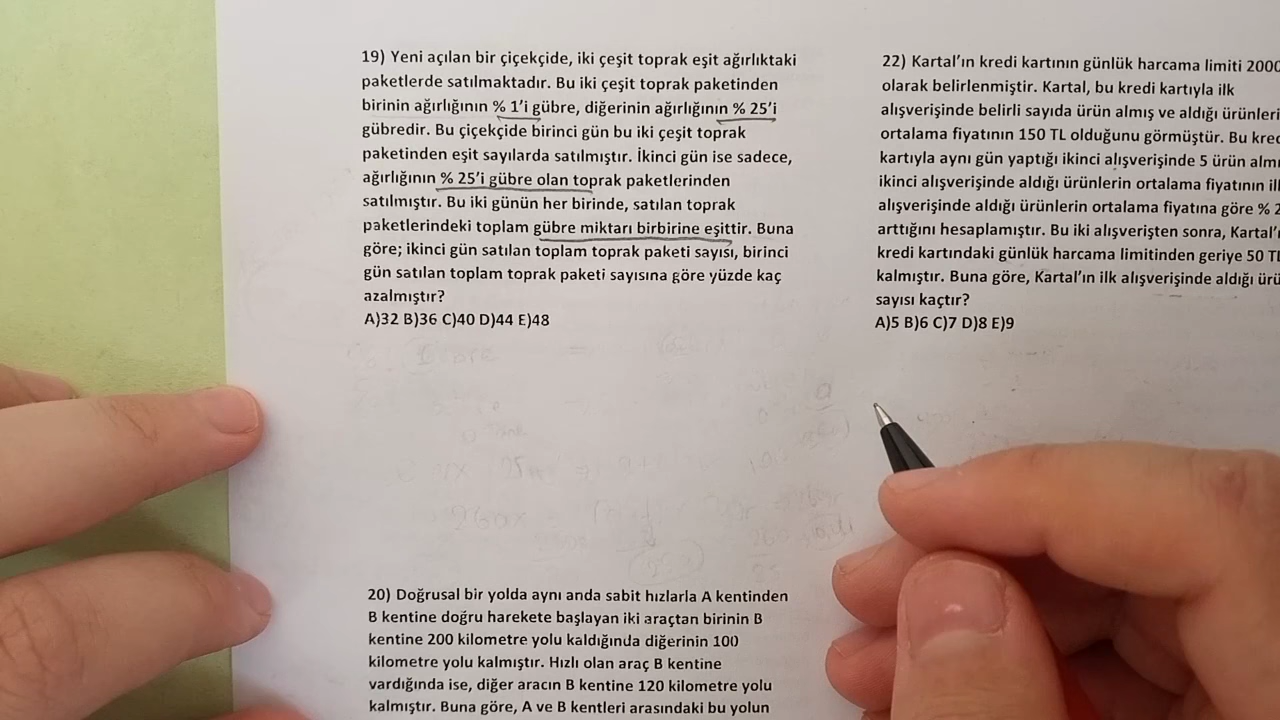 19) Yeni açılan bir çiçekçide, iki çeşit toprak eşit ağırlıktaki
paketlerde satılmaktadır. Bu iki çeşit toprak paketinden
birinin ağırlığının % 1’i gübre, diğerinin ağırlığının % 25’i
gübredir. Bu çiçekçide birinci gün bu iki çeşit toprak
paketinden eşit sayılarda satılmıştır. İkinci gün ise sadece,
ağırlığının % 25’i gübre olan toprak paketlerinden
satılmıştır. Bu iki günün her birinde, satılan toprak
paketlerindeki toplam gübre miktarı birbirine eşittir. Buna
göre; ikinci gün satılan toplam toprak paketi sayısı, birinci
gün satılan toplam toprak paketi sayısına göre yüzde kaç
azalmıştır?
A)32 B)36 C)40 D)44 E)48
20) Doğrusal bir yolda aynı anda sabit hızlarla A kentinden
B kentine doğru harekete başlayan iki araçtan birinin B
kentine 200 kilometre yolu kaldığında diğerinin 100
kilometre yolu kalmıştır. Hızlı olan araç B kentine
vardığında ise, diğer aracın B kentine 120 kilometre yolu
kalmıştır. Buna göre, A ve B kentleri arasındaki bu yolun
22) Kartal’ın kredi kartının günlük harcama limiti 2000
olarak belirlenmiştir. Kartal, bu kredi kartıyla ilk
alışverişinde belirli sayıda ürün almış ve aldığı ürünleri
ortalama fiyatının 150 TL olduğunu görmüştür. Bu kred
kartıyla aynı gün yaptığı ikinci alışverişinde 5 ürün almı
ikinci alışverişinde aldığı ürünlerin ortalama fiyatının ilk
alışverişinde aldığı ürünlerin ortalama fiyatına göre % 2
arttığını hesaplamıştır. Bu iki alışverişten sonra, Kartal’ı
kredi kartındaki günlük harcama limitinden geriye 50 TL
kalmıştır. Buna göre, Kartal’ın ilk alışverişinde aldığı ürü
sayısı kaçtır?
A)5 B)6 C)7 D)8 E)9